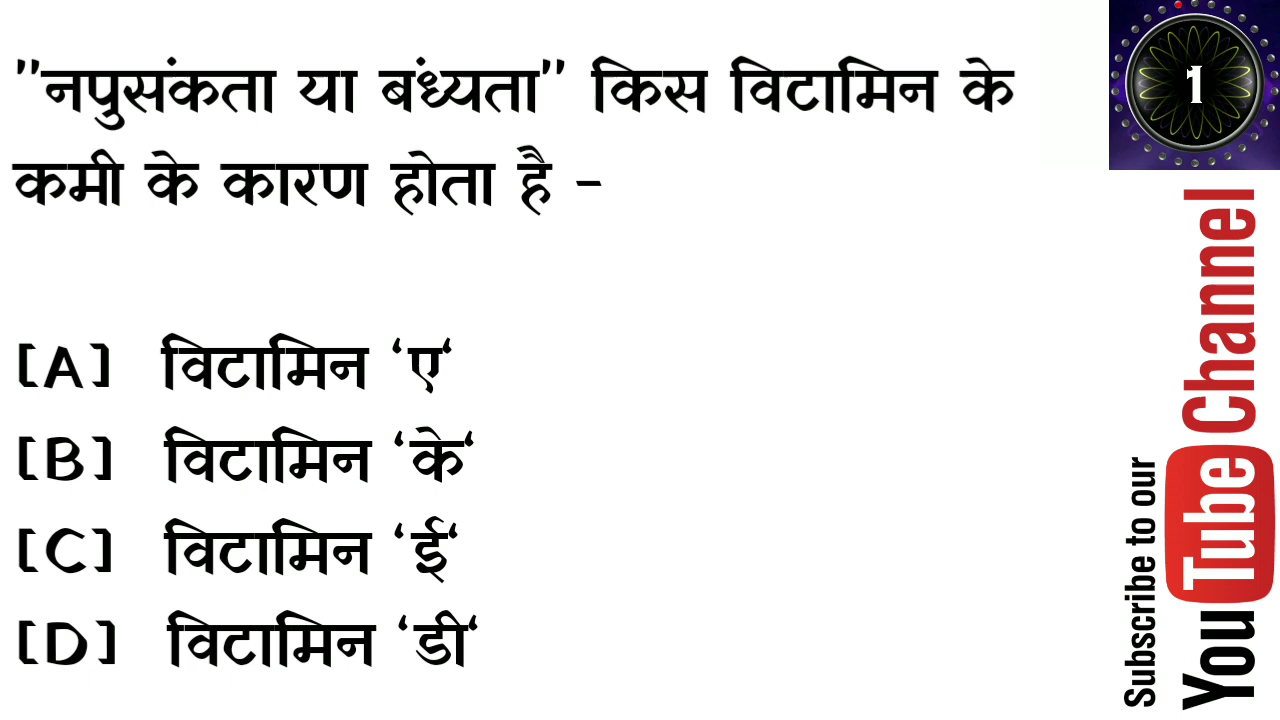 "नपुसंकता या बंध्यता" किस विटामिन के
कमी के कारण होता है -
[A] विटामिन ‘ए‘
[B] विटामिन ‘के‘
[C] विटामिन ‘ई‘
[D] विटामिन ‘डी‘
1
Subscribe to our
YouTube Channel